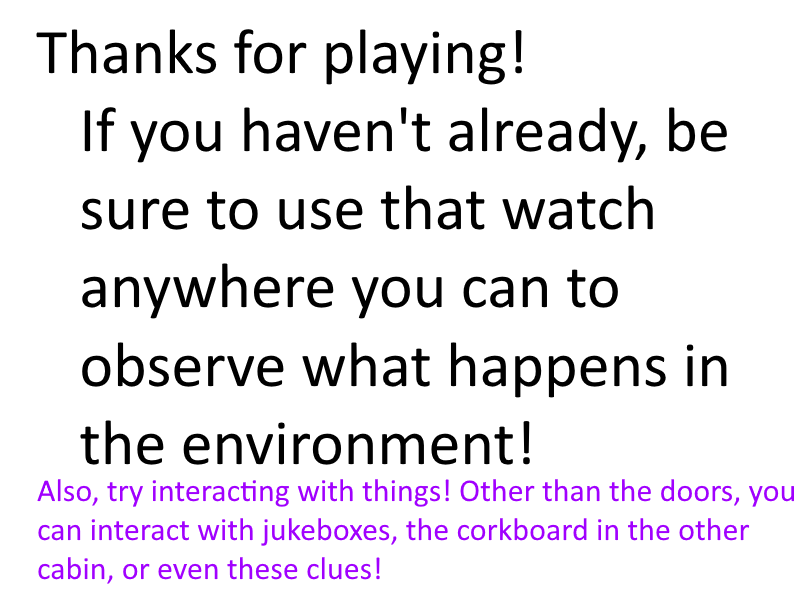 Thanks for playing!
If you haven't already, be
sure to use that watch
anywhere you can to
observe what happens in
the environment!
Also, try interacting with things! Other than the doors, you
can interact with jukeboxes, the corkboard in the other
cabin, or even these clues!